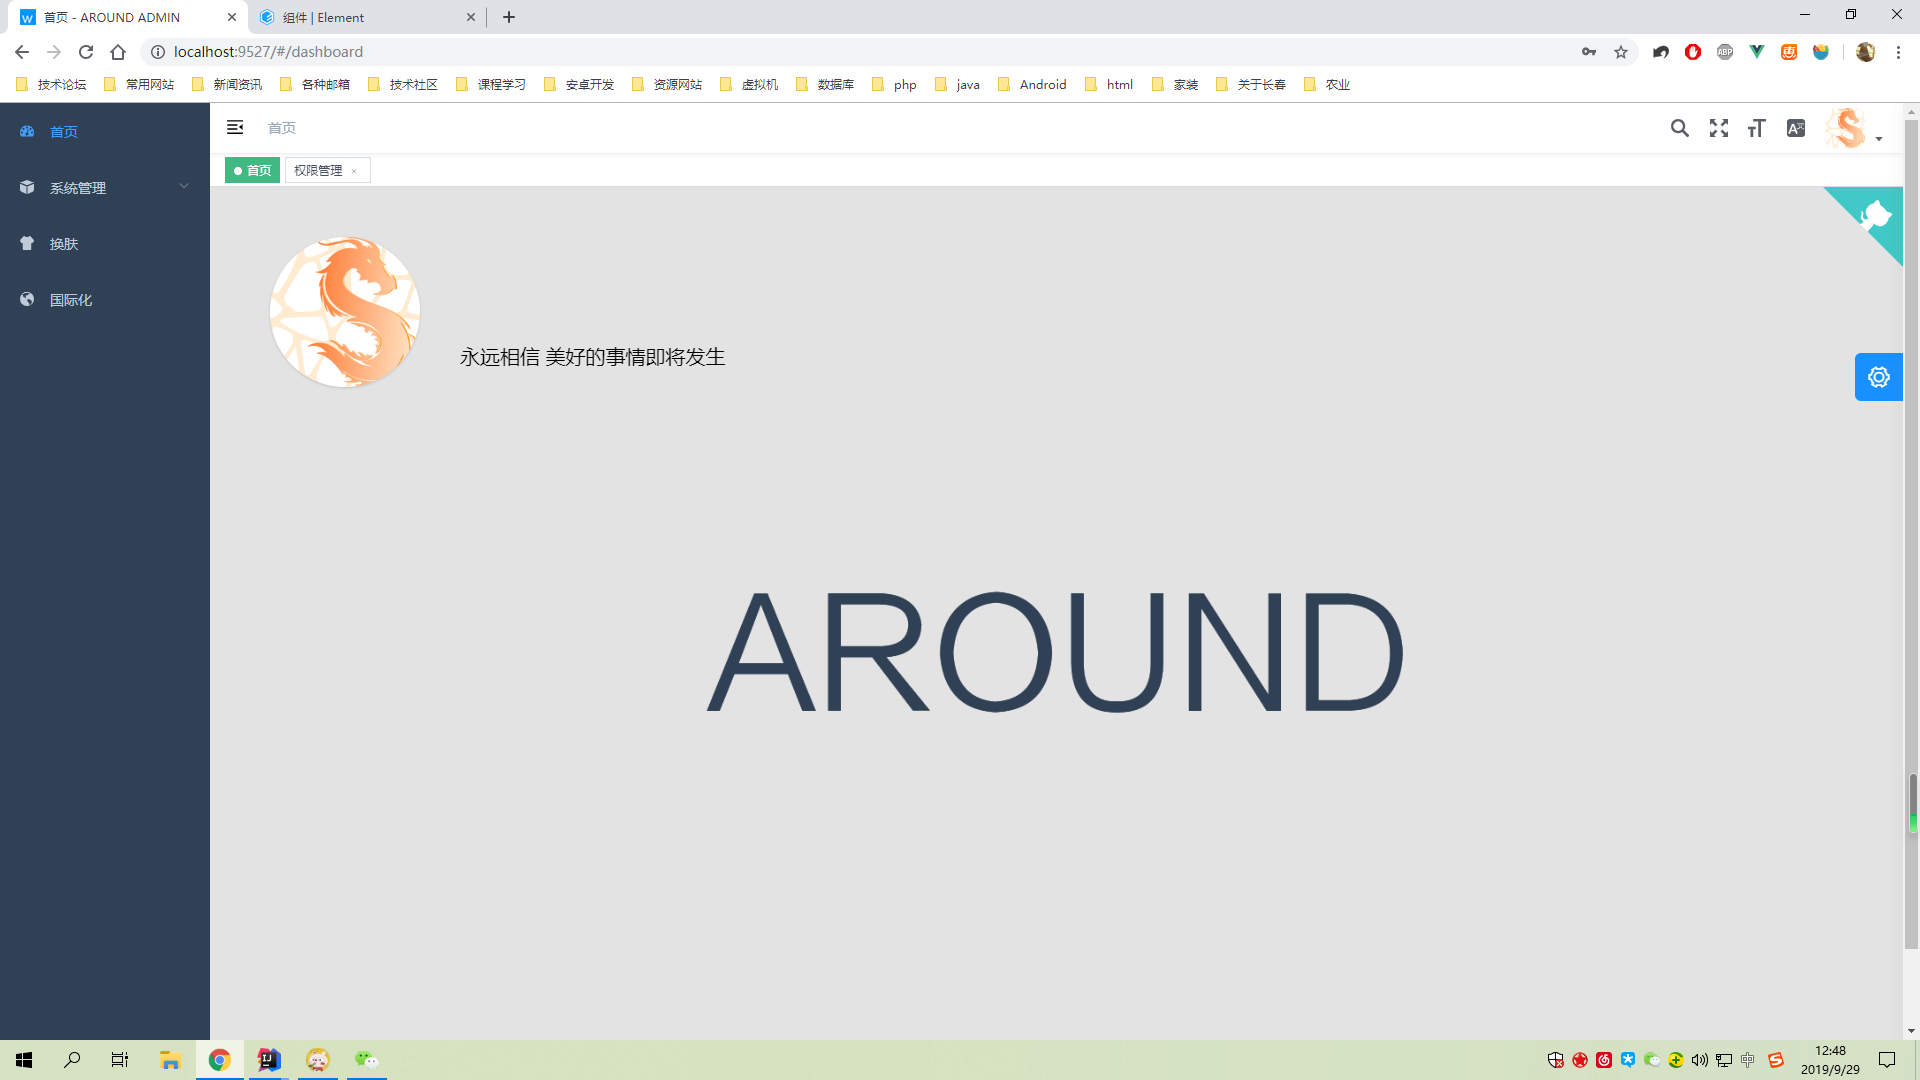 首页 - AROUND ADMIN
组件 | Element
localhost:9527/#/dashboard
技术论坛 常用网站 新闻资讯 各种邮箱 技术社区 课程学习 安卓开发 资源网站 虚拟机 数据库 php java Android html 家装 关于长春 农业
首页
系统管理
换肤
国际化
首页
首页 权限管理
永远相信 美好的事情即将发生
AROUND
12:48
2019/9/29